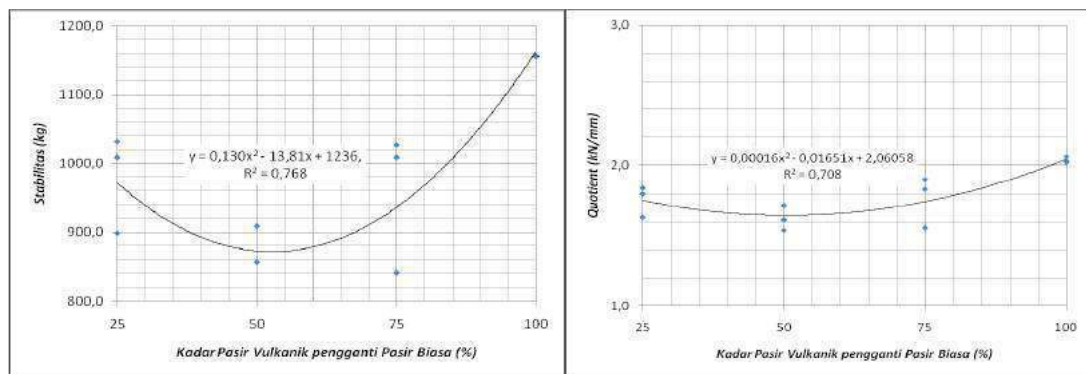 1200,0
1100,0
1000,0
900,0
800,0
Stabilitas (kg)
y = 0,130x² - 13,81x + 1236,
R² = 0,768
25 50 75 100
Kadar Pasir Vulkanik pengganti Pasir Biasa (%)
3,0
2,0
1,0
Quotient (kN/mm)
y = 0,00016x² - 0,01651x + 2,06058
R² = 0,708
25 50 75 100
Kadar Pasir Vulkanik pengganti Pasir Biasa (%)